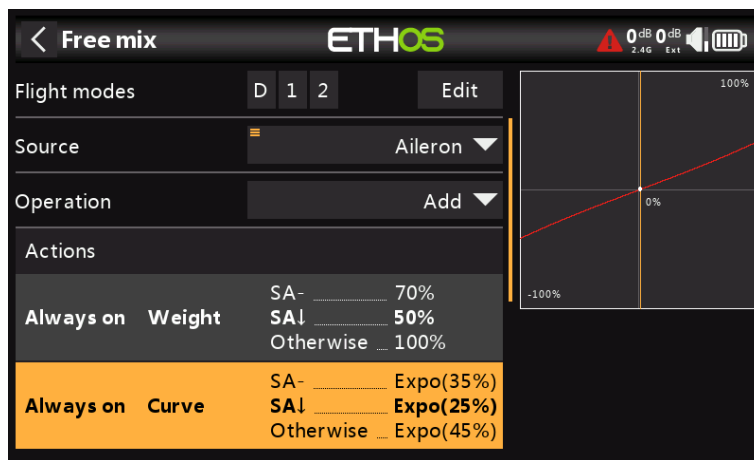 Free mix
ETHOS
0dB 0dB
2.4G Ext
Flight modes D 1 2 Edit
Source Aileron
Operation Add
Actions
Always on Weight
SA- 70%
SA↓ 50%
Otherwise 100%
Always on Curve
SA- Expo(35%)
SA↓ Expo(25%)
Otherwise Expo(45%)
100%
0%
-100%